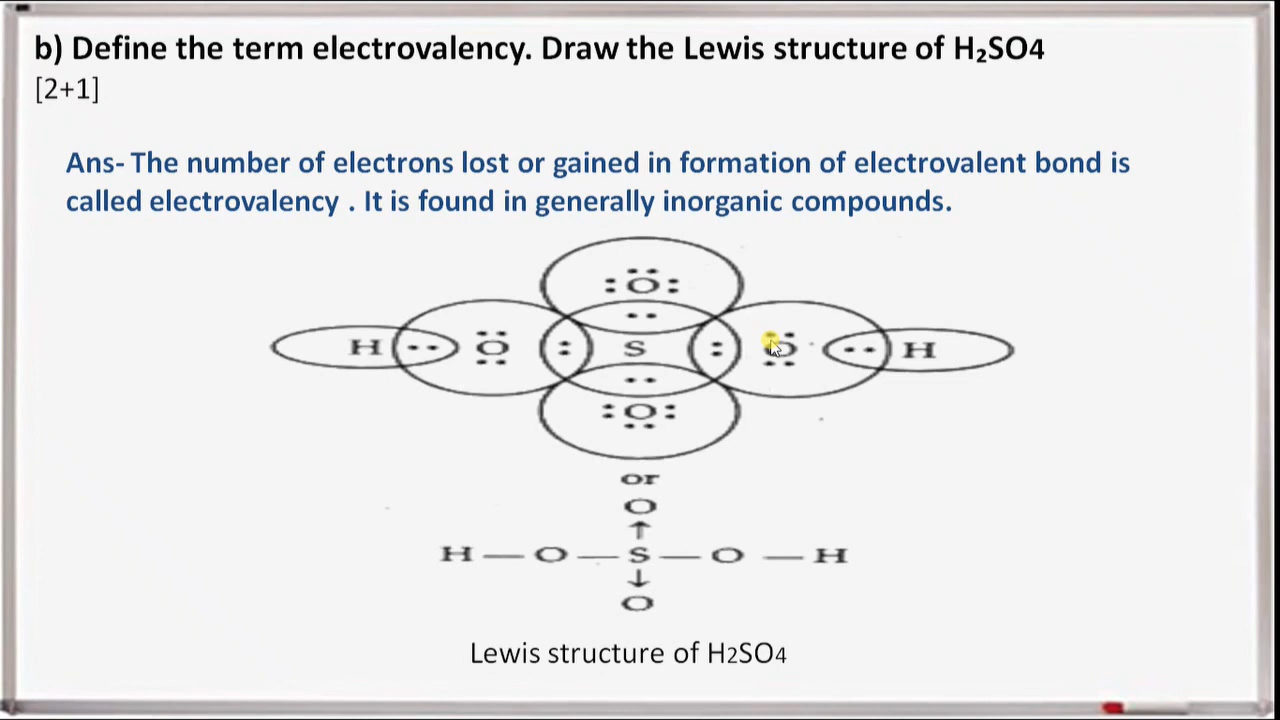 b) Define the term electrovalency. Draw the Lewis structure of H₂SO4
[2+1]
Ans- The number of electrons lost or gained in formation of electrovalent bond is
called electrovalency . It is found in generally inorganic compounds.
:Ö:
..
H •• Ö : S : Ö •• H
..
:O:
..
or
O
↑
H — O — S — O — H
↓
O
Lewis structure of H2SO4